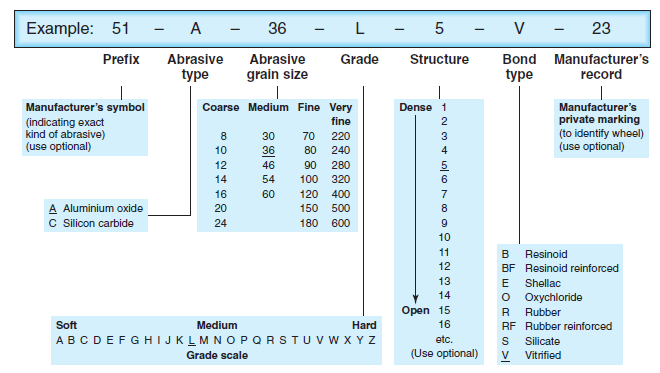 Example: 51 – A – 36 – L – 5 – V – 23
Prefix Abrasive type Abrasive grain size Grade Structure Bond type Manufacturer's record
Manufacturer's symbol
(indicating exact
kind of abrasive)
(use optional)
Coarse Medium Fine Very fine
8 30 70 220
10 36 80 240
12 46 90 280
14 54 100 320
16 60 120 400
20 150 500
24 180 600
Dense 1
2
3
4
5
6
7
8
9
10
11
12
13
14
Open 15
16
etc.
(Use optional)
Manufacturer's
private marking
(to identify wheel)
(use optional)
A Aluminium oxide
C Silicon carbide
B Resinoid
BF Resinoid reinforced
E Shellac
O Oxychloride
R Rubber
RF Rubber reinforced
S Silicate
V Vitrified
Soft Medium Hard
A B C D E F G H I J K L M N O P Q R S T U V W X Y Z
Grade scale